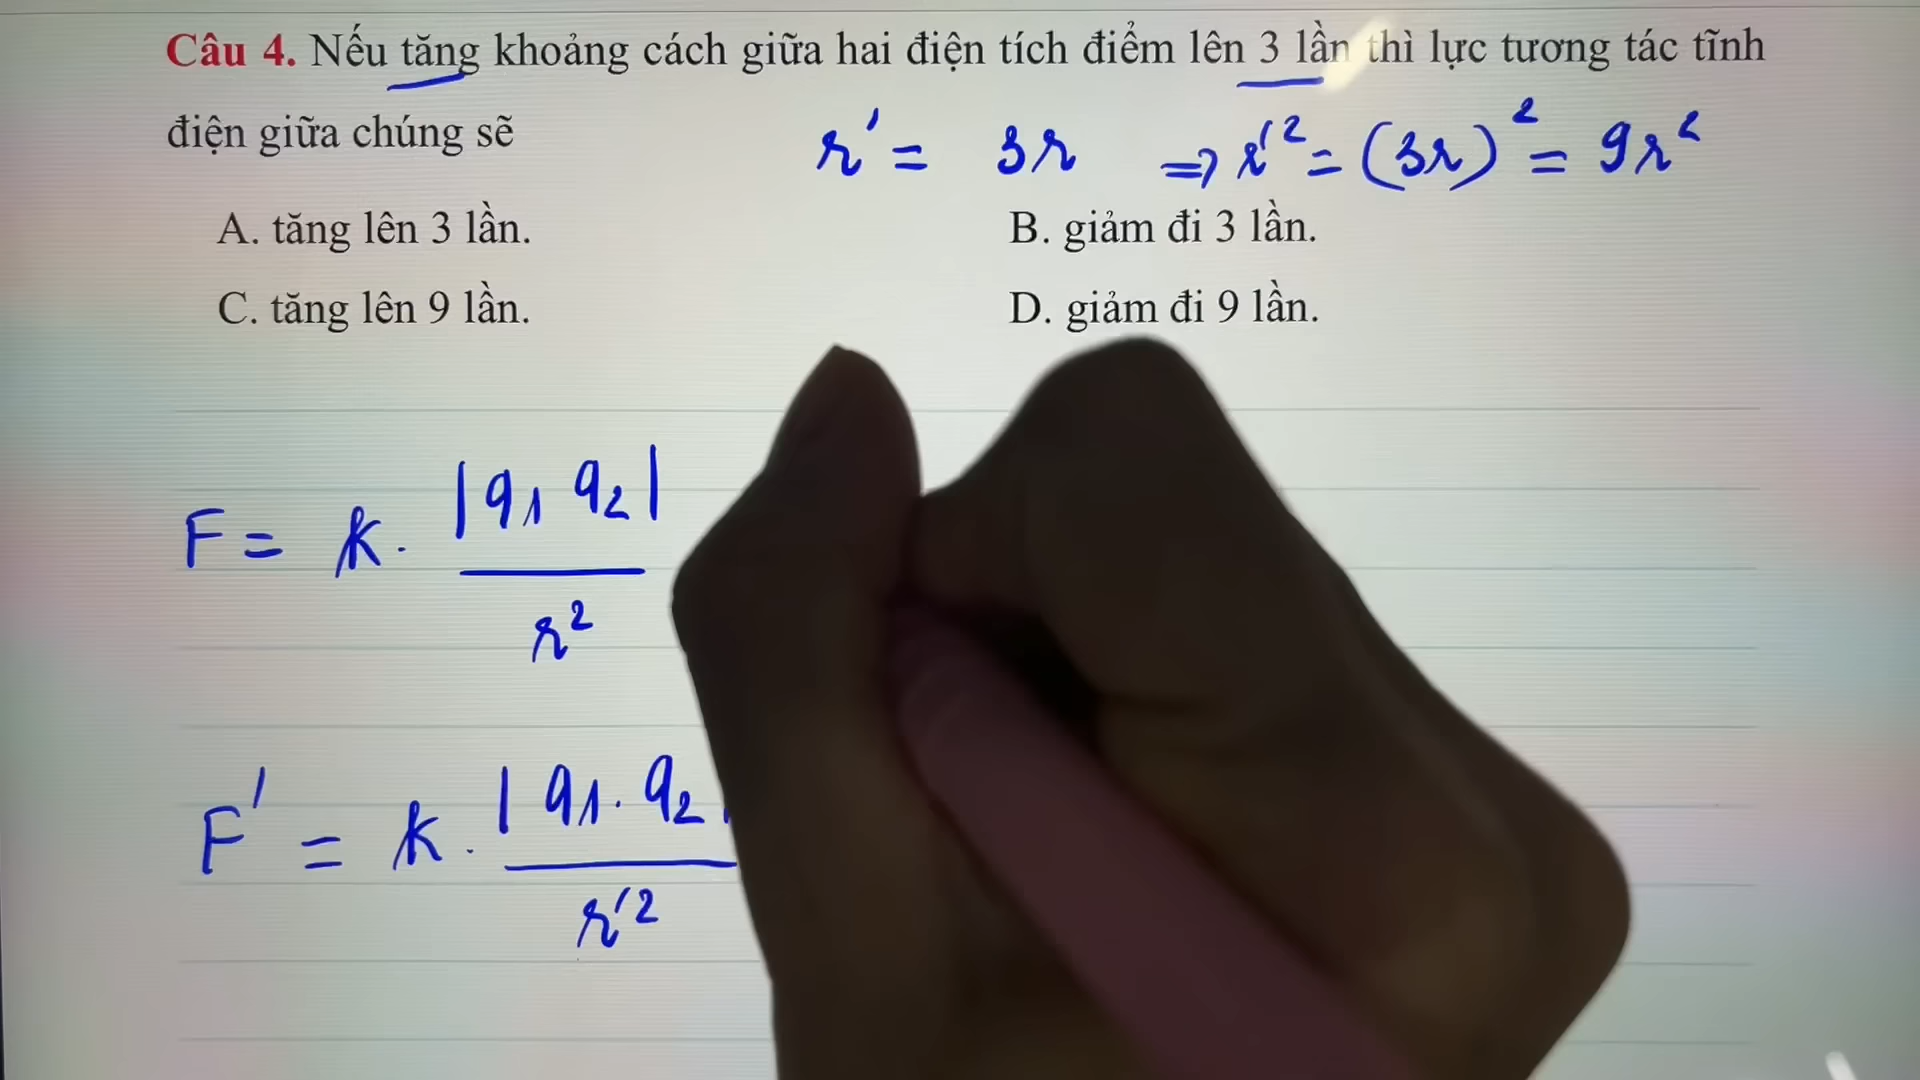 Câu 4. Nếu tăng khoảng cách giữa hai điện tích điểm lên 3 lần thì lực tương tác tĩnh
điện giữa chúng sẽ
r' = 3r => r'² = (3r)² = 9r²
A. tăng lên 3 lần.
B. giảm đi 3 lần.
C. tăng lên 9 lần.
D. giảm đi 9 lần.
F = k. |q₁ q₂| / r²
F' = k. |q₁. q₂| / r'²